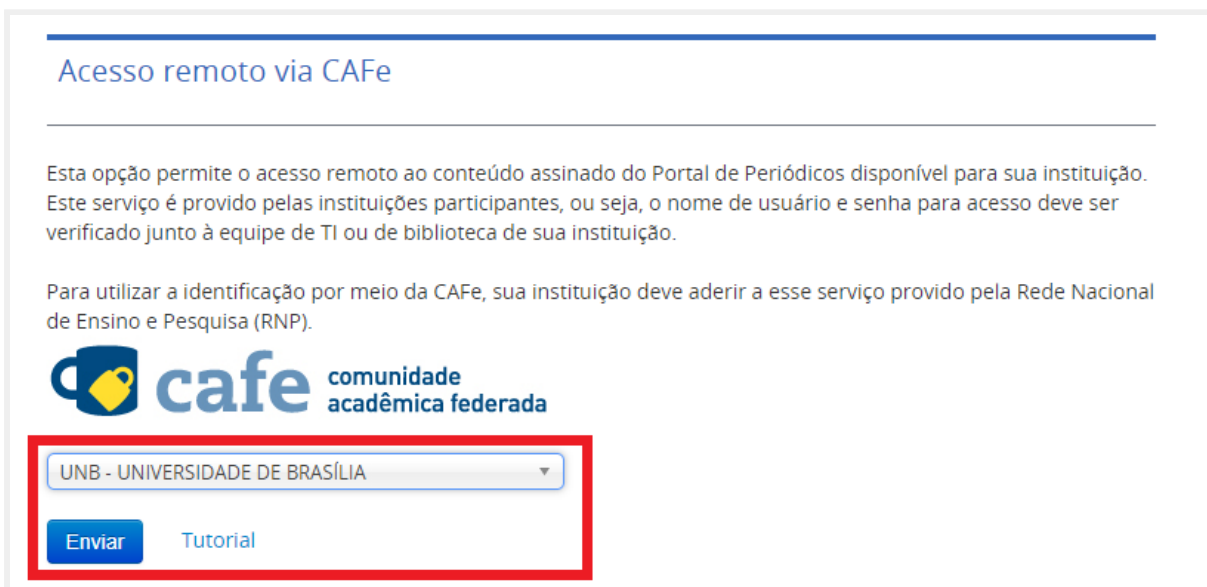 Acesso remoto via CAFe
Esta opção permite o acesso remoto ao conteúdo assinado do Portal de Periódicos disponível para sua instituição.
Este serviço é provido pelas instituições participantes, ou seja, o nome de usuário e senha para acesso deve ser
verificado junto à equipe de TI ou de biblioteca de sua instituição.
Para utilizar a identificação por meio da CAFe, sua instituição deve aderir a esse serviço provido pela Rede Nacional
de Ensino e Pesquisa (RNP).
cafe comunidade
acadêmica federada
UNB - UNIVERSIDADE DE BRASÍLIA
Enviar Tutorial